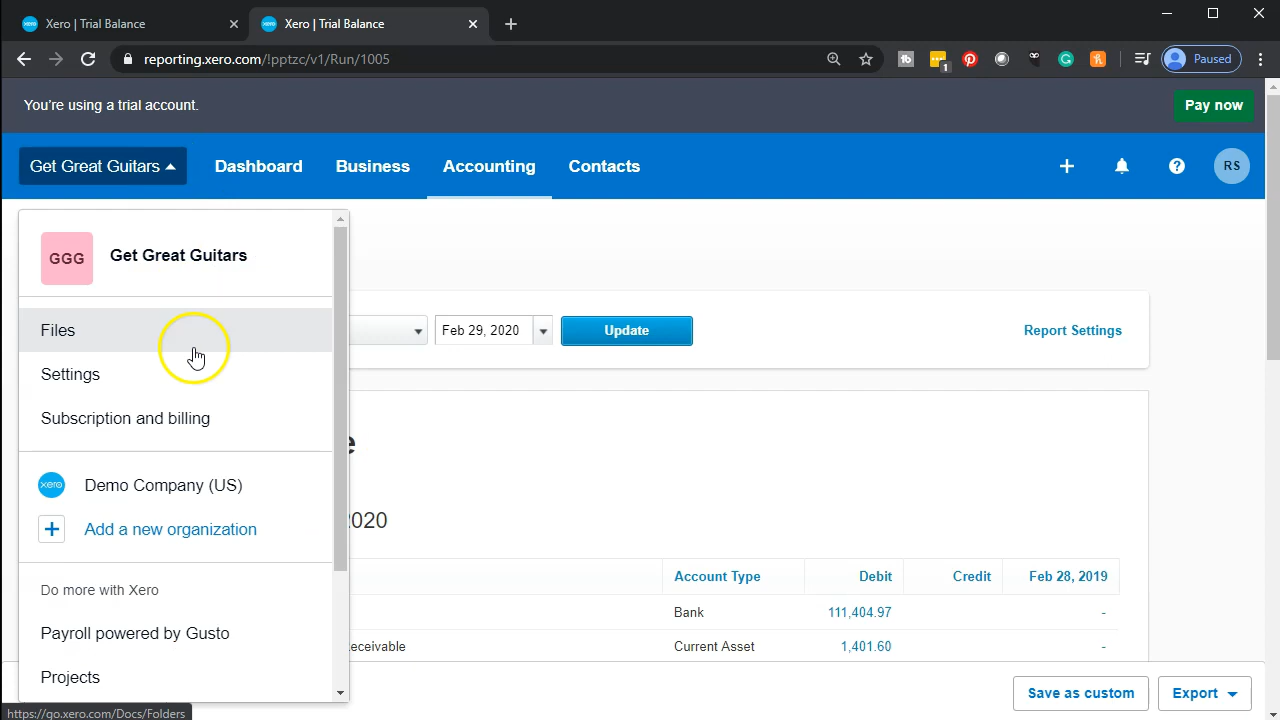 Xero | Trial Balance
Xero | Trial Balance
reporting.xero.com/!pptzc/v1/Run/1005
1
Paused
You're using a trial account.
Pay now
Get Great Guitars
Dashboard
Business
Accounting
Contacts
RS
GGG
Get Great Guitars
Files
Settings
Subscription and billing
xero
Demo Company (US)
Add a new organization
Do more with Xero
Payroll powered by Gusto
Projects
Feb 29, 2020
Update
Report Settings
e
2020
Account Type
Debit
Credit
Feb 28, 2019
Bank
111,404.97
-
eceivable
Current Asset
1,401.60
-
Save as custom
Export
https://go.xero.com/Docs/Folders